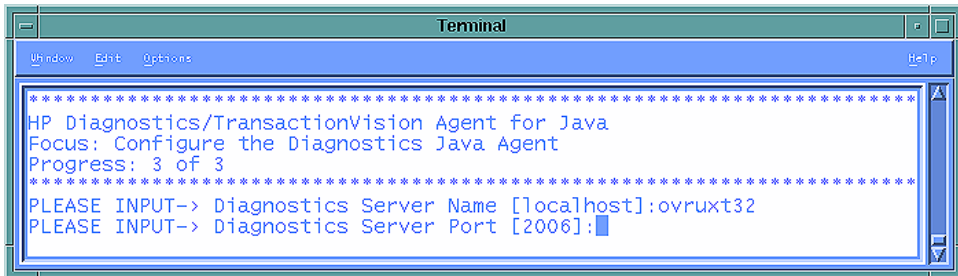 Terminal
Window Edit Options Help
************************************************************************
HP Diagnostics/TransactionVision Agent for Java
Focus: Configure the Diagnostics Java Agent
Progress: 3 of 3
************************************************************************
PLEASE INPUT-> Diagnostics Server Name [localhost]:ovruxt32
PLEASE INPUT-> Diagnostics Server Port [2006]: